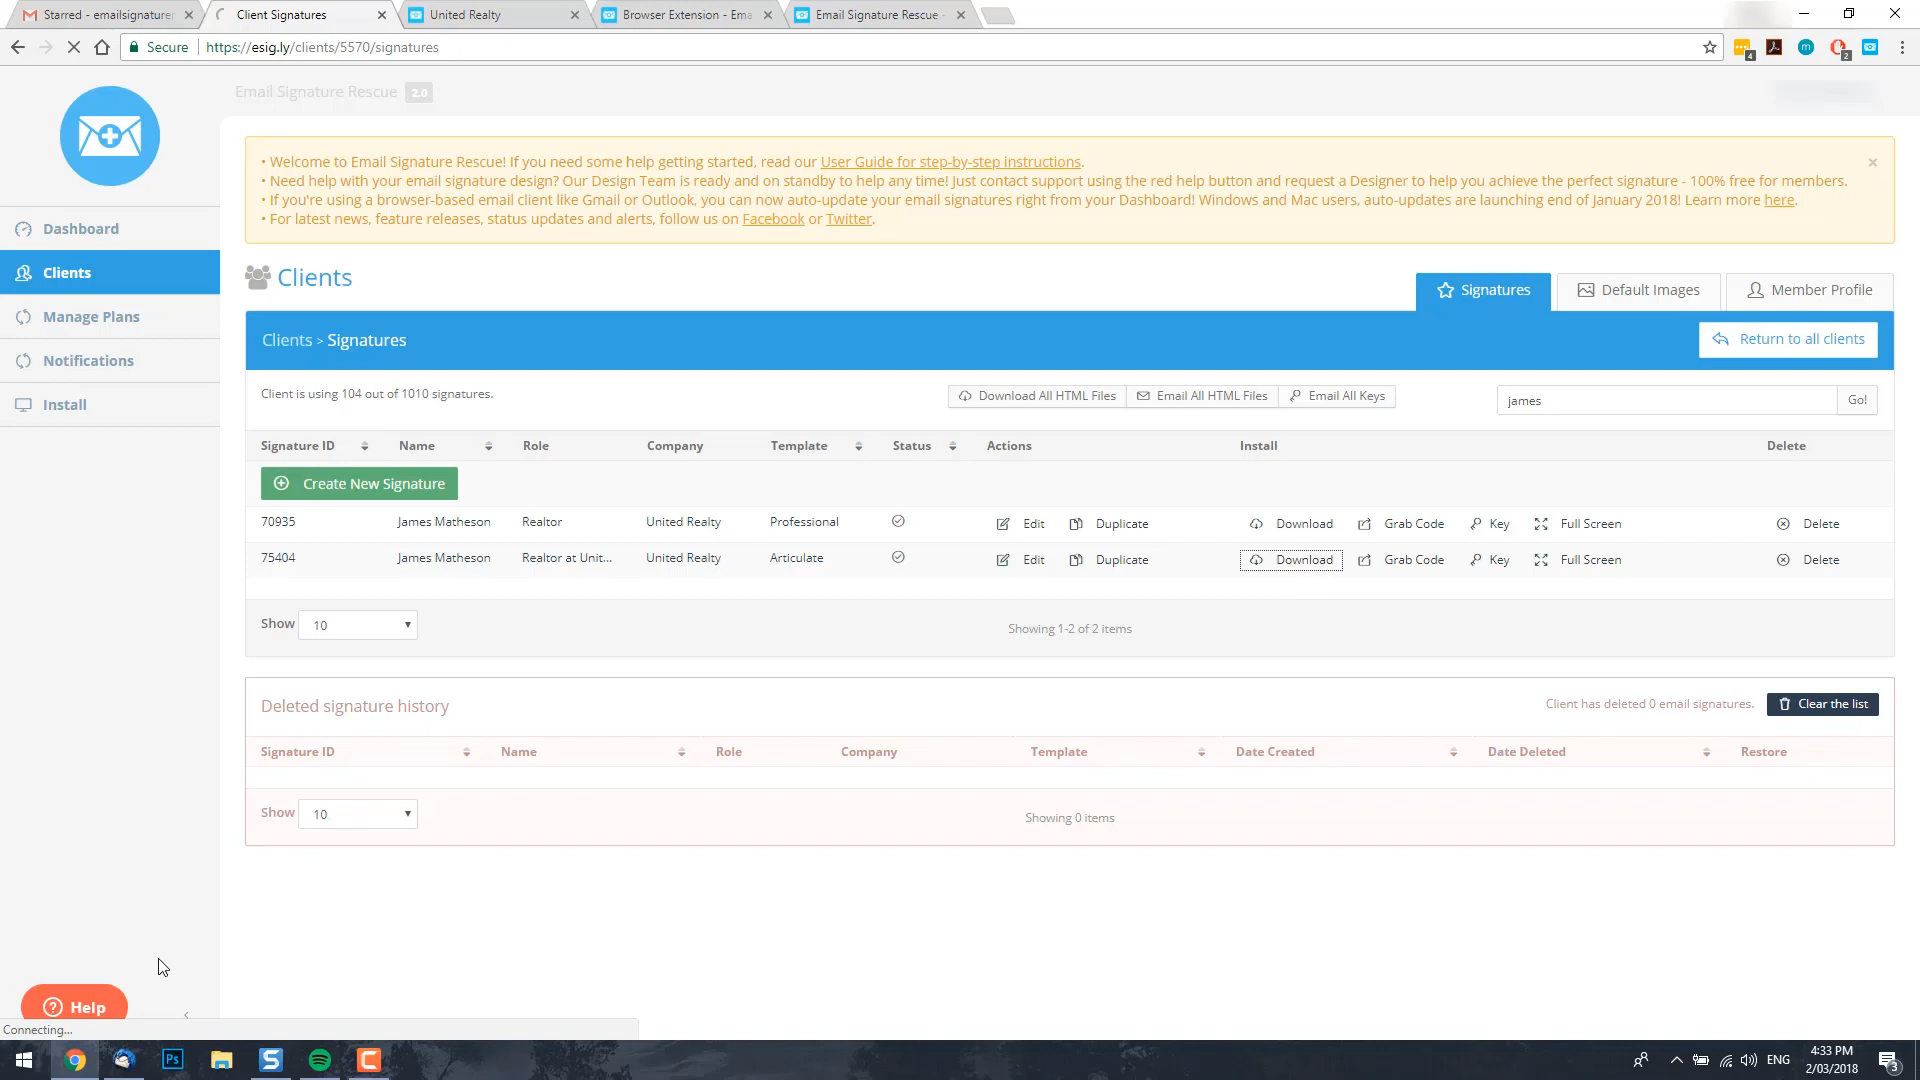 Starred - emailsignaturer
Client Signatures
United Realty
Browser Extension - Ema
Email Signature Rescue -
Secure
https://esig.ly/clients/5570/signatures
4
2
Email Signature Rescue 2.0
• Welcome to Email Signature Rescue! If you need some help getting started, read our User Guide for step-by-step instructions.
• Need help with your email signature design? Our Design Team is ready and on standby to help any time! Just contact support using the red help button and request a Designer to help you achieve the perfect signature - 100% free for members.
• If you're using a browser-based email client like Gmail or Outlook, you can now auto-update your email signatures right from your Dashboard! Windows and Mac users, auto-updates are launching end of January 2018! Learn more here.
• For latest news, feature releases, status updates and alerts, follow us on Facebook or Twitter.
Dashboard
Clients
Manage Plans
Notifications
Install
Clients
Signatures
Default Images
Member Profile
Clients > Signatures
Return to all clients
Client is using 104 out of 1010 signatures.
Download All HTML Files
Email All HTML Files
Email All Keys
james
Go!
Signature ID Name Role Company Template Status Actions Install Delete
Create New Signature
70935 James Matheson Realtor United Realty Professional Edit Duplicate Download Grab Code Key Full Screen Delete
75404 James Matheson Realtor at Unit... United Realty Articulate Edit Duplicate Download Grab Code Key Full Screen Delete
Show 10
Showing 1-2 of 2 items
Deleted signature history
Client has deleted 0 email signatures.
Clear the list
Signature ID Name Role Company Template Date Created Date Deleted Restore
Show 10
Showing 0 items
Help
Connecting...
Ps
S
C
ENG
4:33 PM
2/03/2018
3